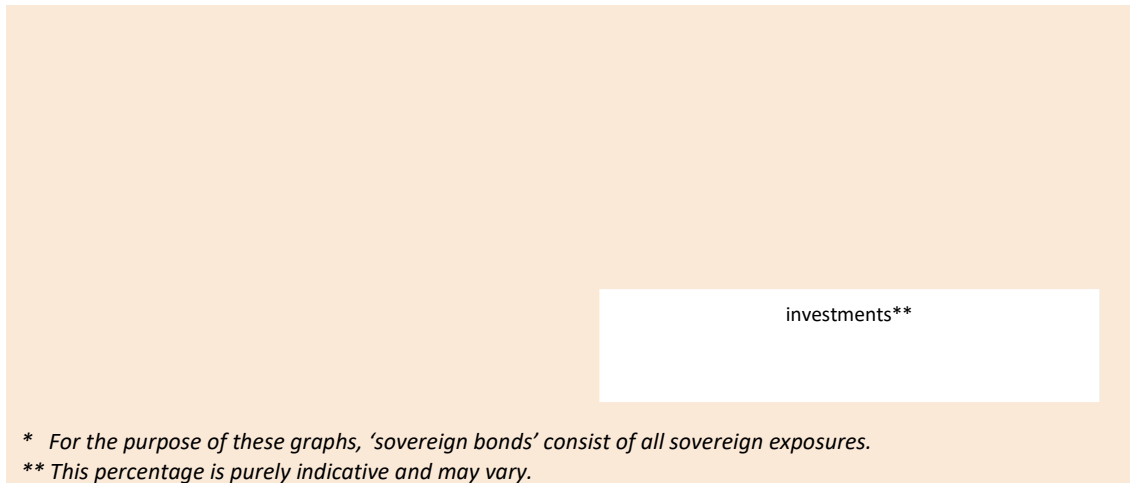 investments**
* For the purpose of these graphs, ‘sovereign bonds’ consist of all sovereign exposures.
** This percentage is purely indicative and may vary.